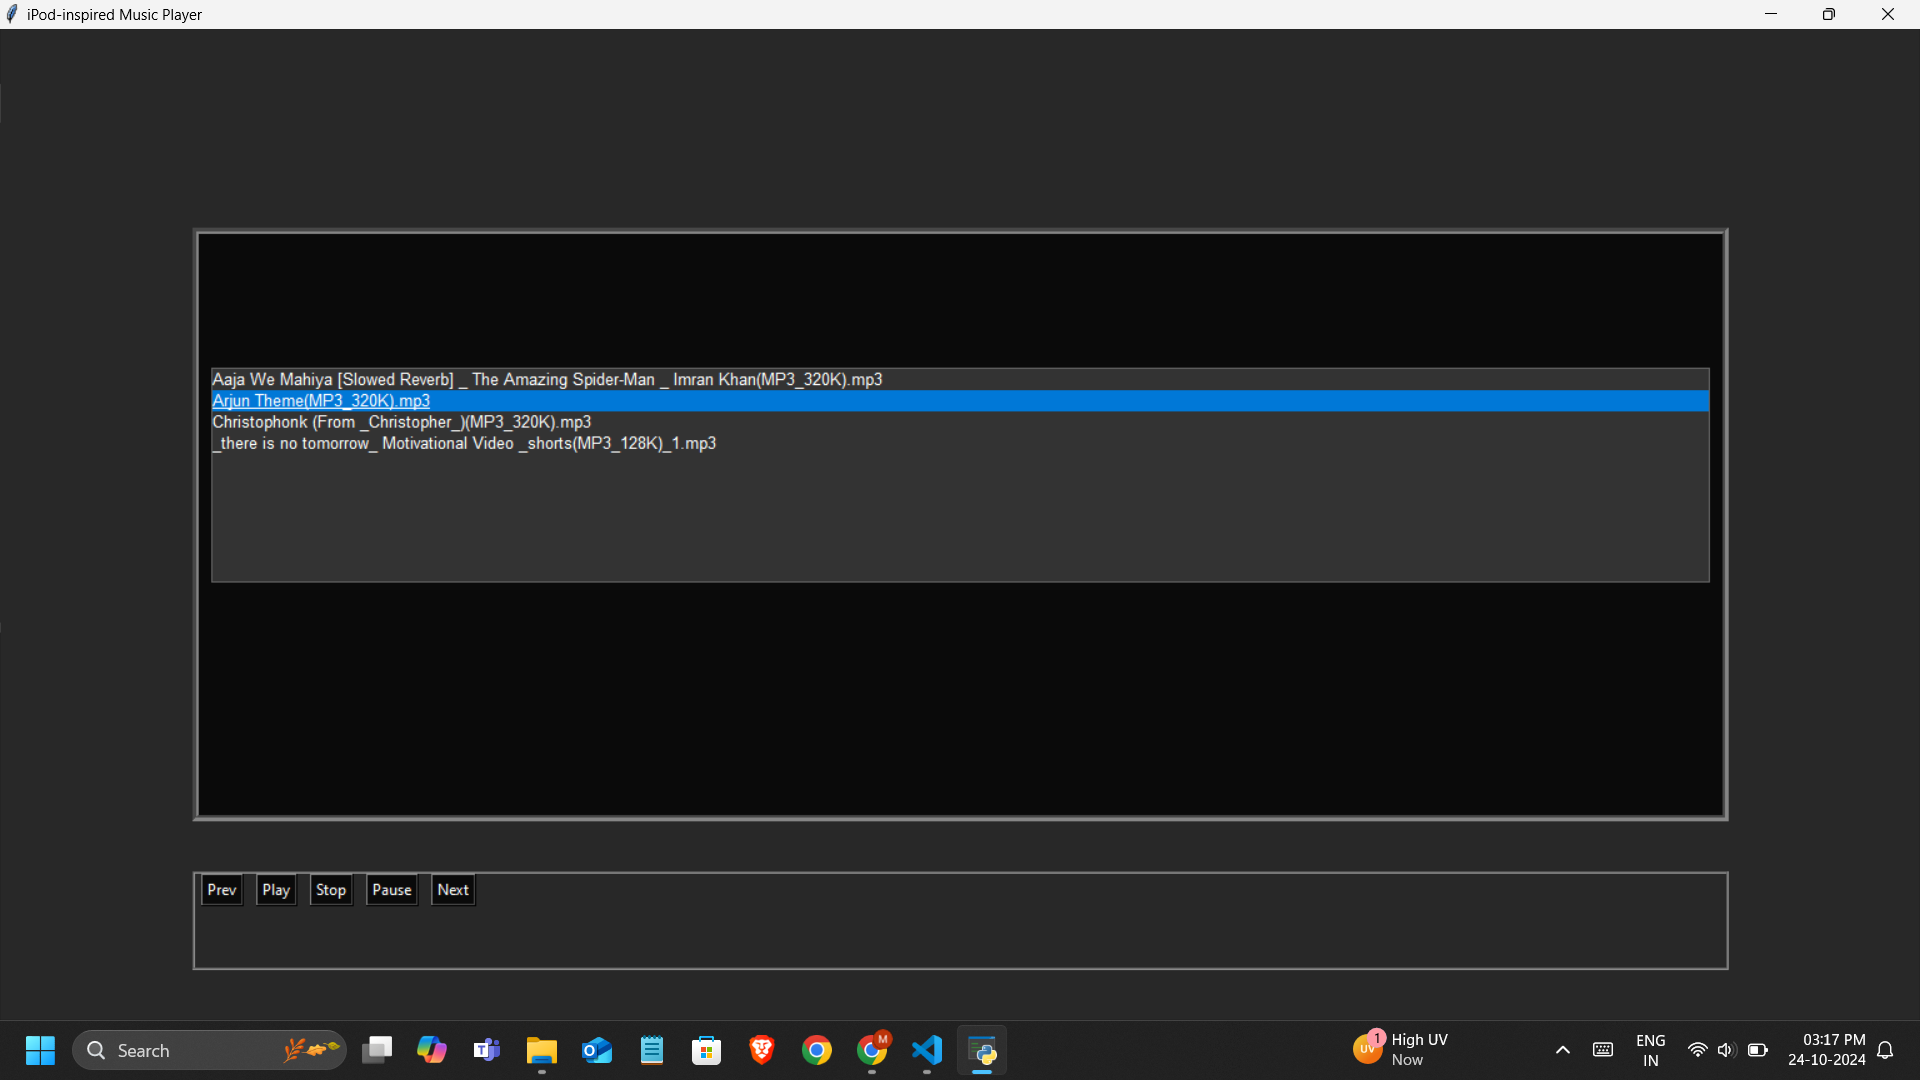 iPod-inspired Music Player
Aaja We Mahiya [Slowed Reverb] _ The Amazing Spider-Man _ Imran Khan(MP3_320K).mp3
Arjun Theme(MP3_320K).mp3
Christophonk (From _Christopher_)(MP3_320K).mp3
_there is no tomorrow_ Motivational Video _shorts(MP3_128K)_1.mp3
Prev Play Stop Pause Next
Search
M
UV
1
High UV
Now
ENG
IN
03:17 PM
24-10-2024